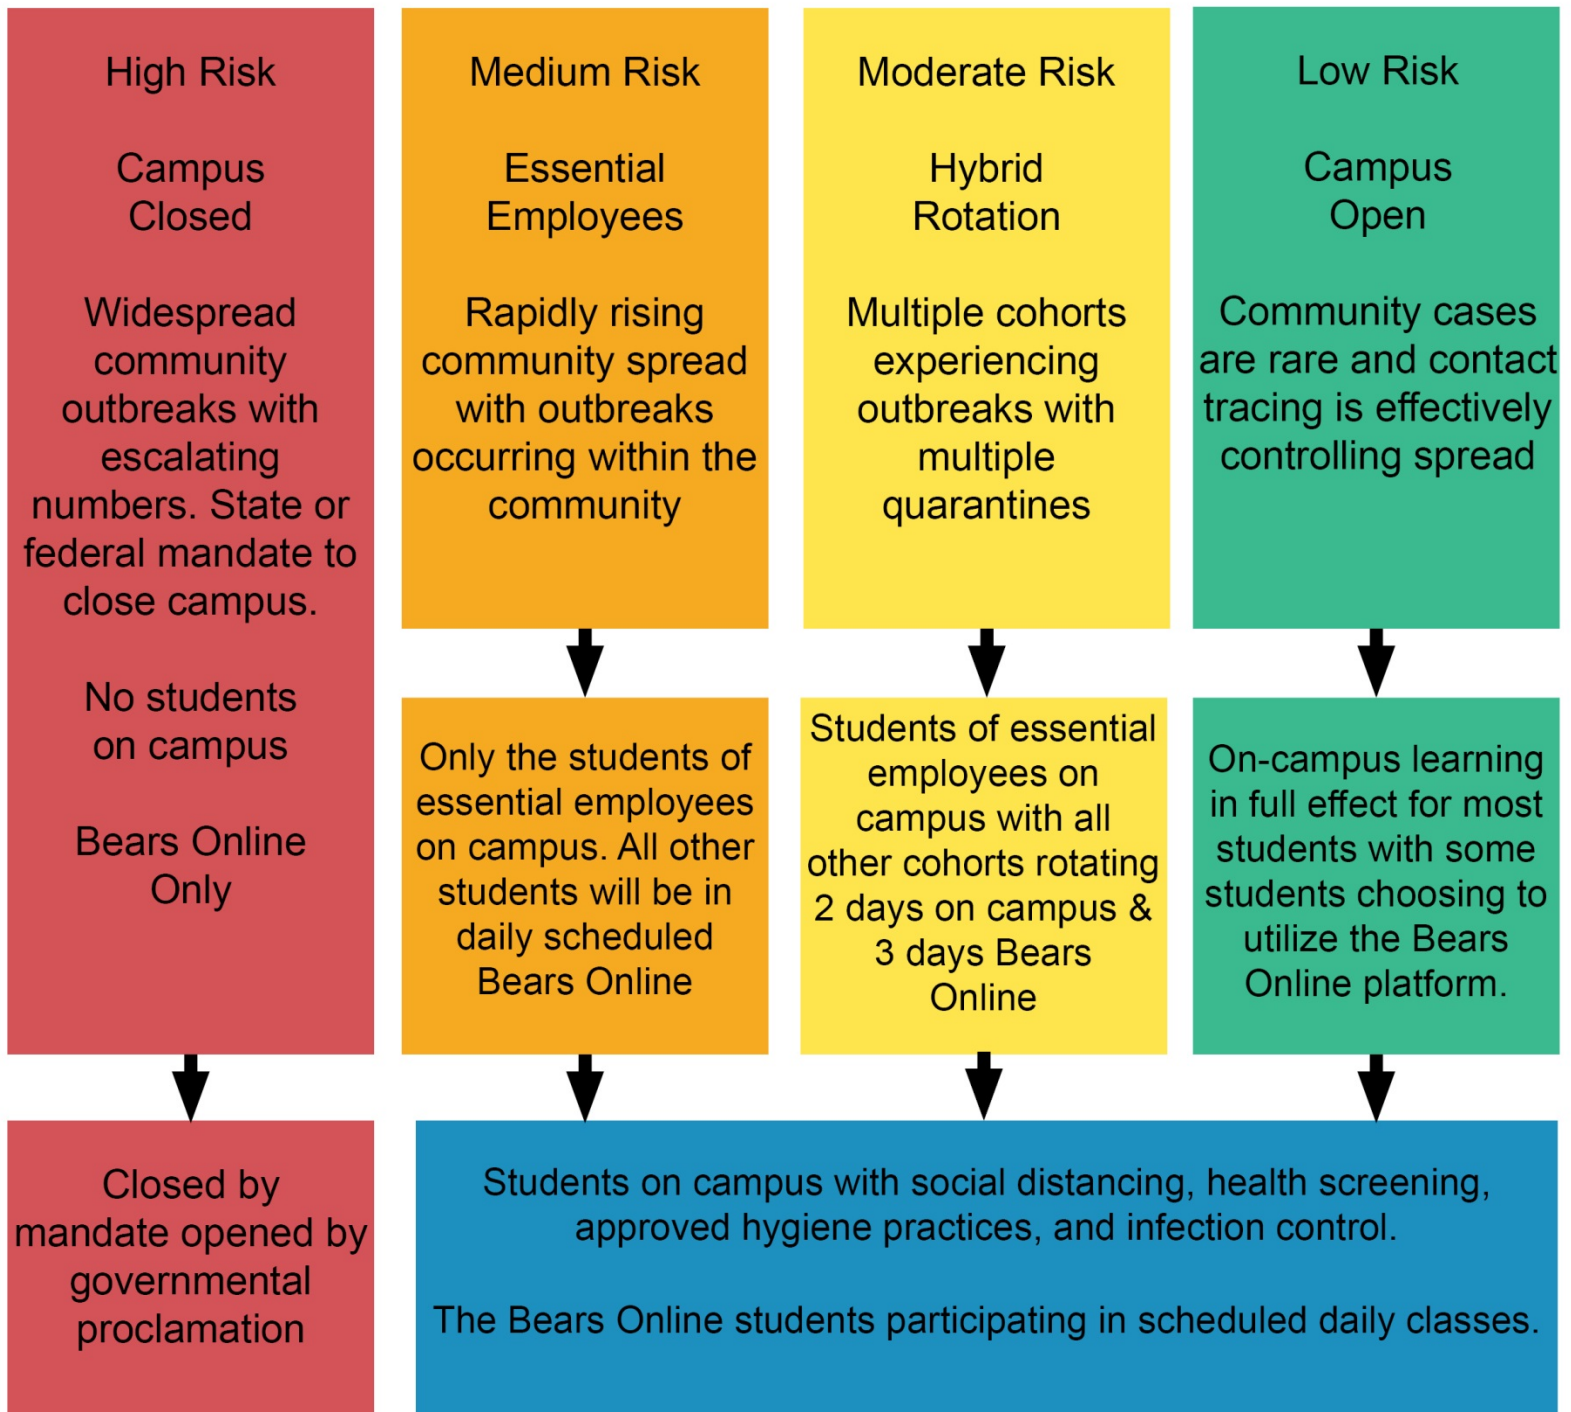 High Risk
Campus
Closed
Widespread
community
outbreaks with
escalating
numbers. State or
federal mandate to
close campus.
No students
on campus
Bears Online
Only
Closed by
mandate opened by
governmental
proclamation
Medium Risk
Essential
Employees
Rapidly rising
community spread
with outbreaks
occurring within the
community
Only the students of
essential employees
on campus. All other
students will be in
daily scheduled
Bears Online
Moderate Risk
Hybrid
Rotation
Multiple cohorts
experiencing
outbreaks with
multiple
quarantines
Students of essential
employees on
campus with all
other cohorts rotating
2 days on campus &
3 days Bears
Online
Low Risk
Campus
Open
Community cases
are rare and contact
tracing is effectively
controlling spread
On-campus learning
in full effect for most
students with some
students choosing to
utilize the Bears
Online platform.
Students on campus with social distancing, health screening,
approved hygiene practices, and infection control.
The Bears Online students participating in scheduled daily classes.